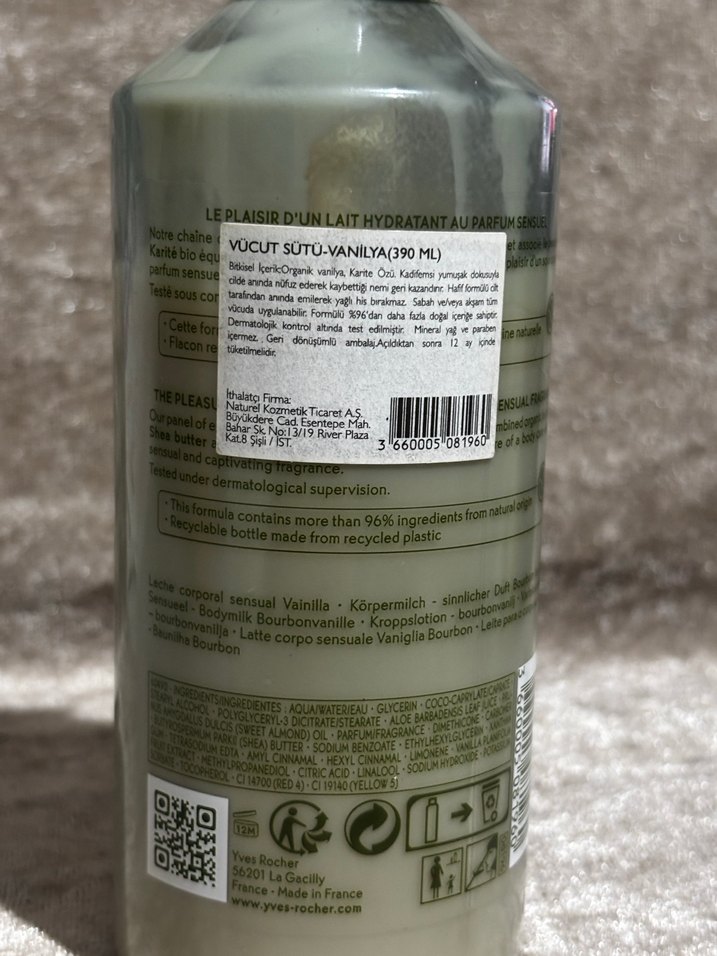 LE PLAISIR D'UN LAIT HYDRATANT AU PARFUM SENSUEL
Notre chaîne
et associé
Karité bio
plaisir d'un
parfum
Testé sous
· Cette
naturelle
· Flacon
VÜCUT SÜTÜ-VANİLYA(390 ML)
Bitkisel İçerik:Organik vanilya, Karite Özü. Kadifemsi yumuşak dokusuyla
cilde anında nüfuz ederek kaybettiği nemi geri kazandırır. Hafif formülü cilt
tarafından anında emilerek yağlı his bırakmaz. Sabah ve/veya akşam tüm
vücuda uygulanabilir. Formülü %96'dan daha fazla doğal içeriğe sahiptir.
Dermatolojik kontrol altında test edilmiştir. Mineral yağ ve paraben
içermez. Geri dönüşümlü ambalaj.Açıldıktan sonra 12 ay içinde
tüketilmelidir.
İthalatçı Firma:
Naturel Kozmetik Ticaret A.Ş.
Büyükdere Cad. Esentepe Mah.
Bahar Sk. No:13/19 River Plaza
Kat.8 Şişli / İST.
3 660005 081960
THE
Our panel of
Shea butter
of a body
sensual and captivating fragrance.
Tested under dermatological supervision.
· This formula contains more than 96% ingredients from natural origin
· Recyclable bottle made from recycled plastic
Leche corporal sensual Vainilla · Körpermilch - sinnlicher Duft
Sensueel - Bodymilk Bourbonvanille · Kroppslotion - bourbonvanilj ·
– bourbonvanilja · Latte corpo sensuale Vaniglia Bourbon · Leite para o
· Baunilha Bourbon
INGREDIENTS/INGREDIENTES : AQUA/WATER/EAU · GLYCERIN · COCO-CAPRYLATE/CAPRATE
STEARYL ALCOHOL · POLYGLYCERYL-3 DICITRATE/STEARATE · ALOE BARBADENSIS LEAF JUICE ·
AMYGDALUS DULCIS (SWEET ALMOND) OIL · PARFUM/FRAGRANCE · DIMETHICONE ·
· BUTYROSPERMUM PARKII (SHEA) BUTTER · SODIUM BENZOATE · ETHYLHEXYLGLYCERIN ·
GUM · TETRASODIUM EDTA · AMYL CINNAMAL · HEXYL CINNAMAL · LIMONENE · VANILLA PLANIFOLIA
FRUIT EXTRACT · METHYLPROPANEDIOL · CITRIC ACID · LINALOOL · SODIUM HYDROXIDE ·
· TOCOPHEROL · CI 14700 (RED 4) · CI 19140 (YELLOW 5)
12M
Yves Rocher
56201 La Gacilly
France · Made in France
www.yves-rocher.com